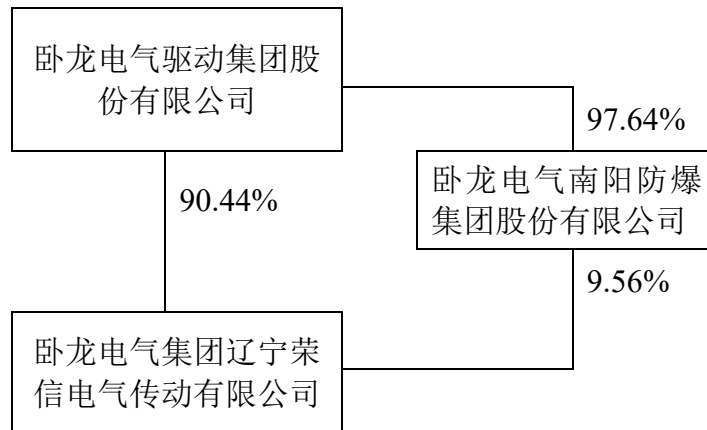 卧龙电气驱动集团股
份有限公司
97.64%
90.44%
卧龙电气南阳防爆
集团股份有限公司
9.56%
卧龙电气集团辽宁荣
信电气传动有限公司